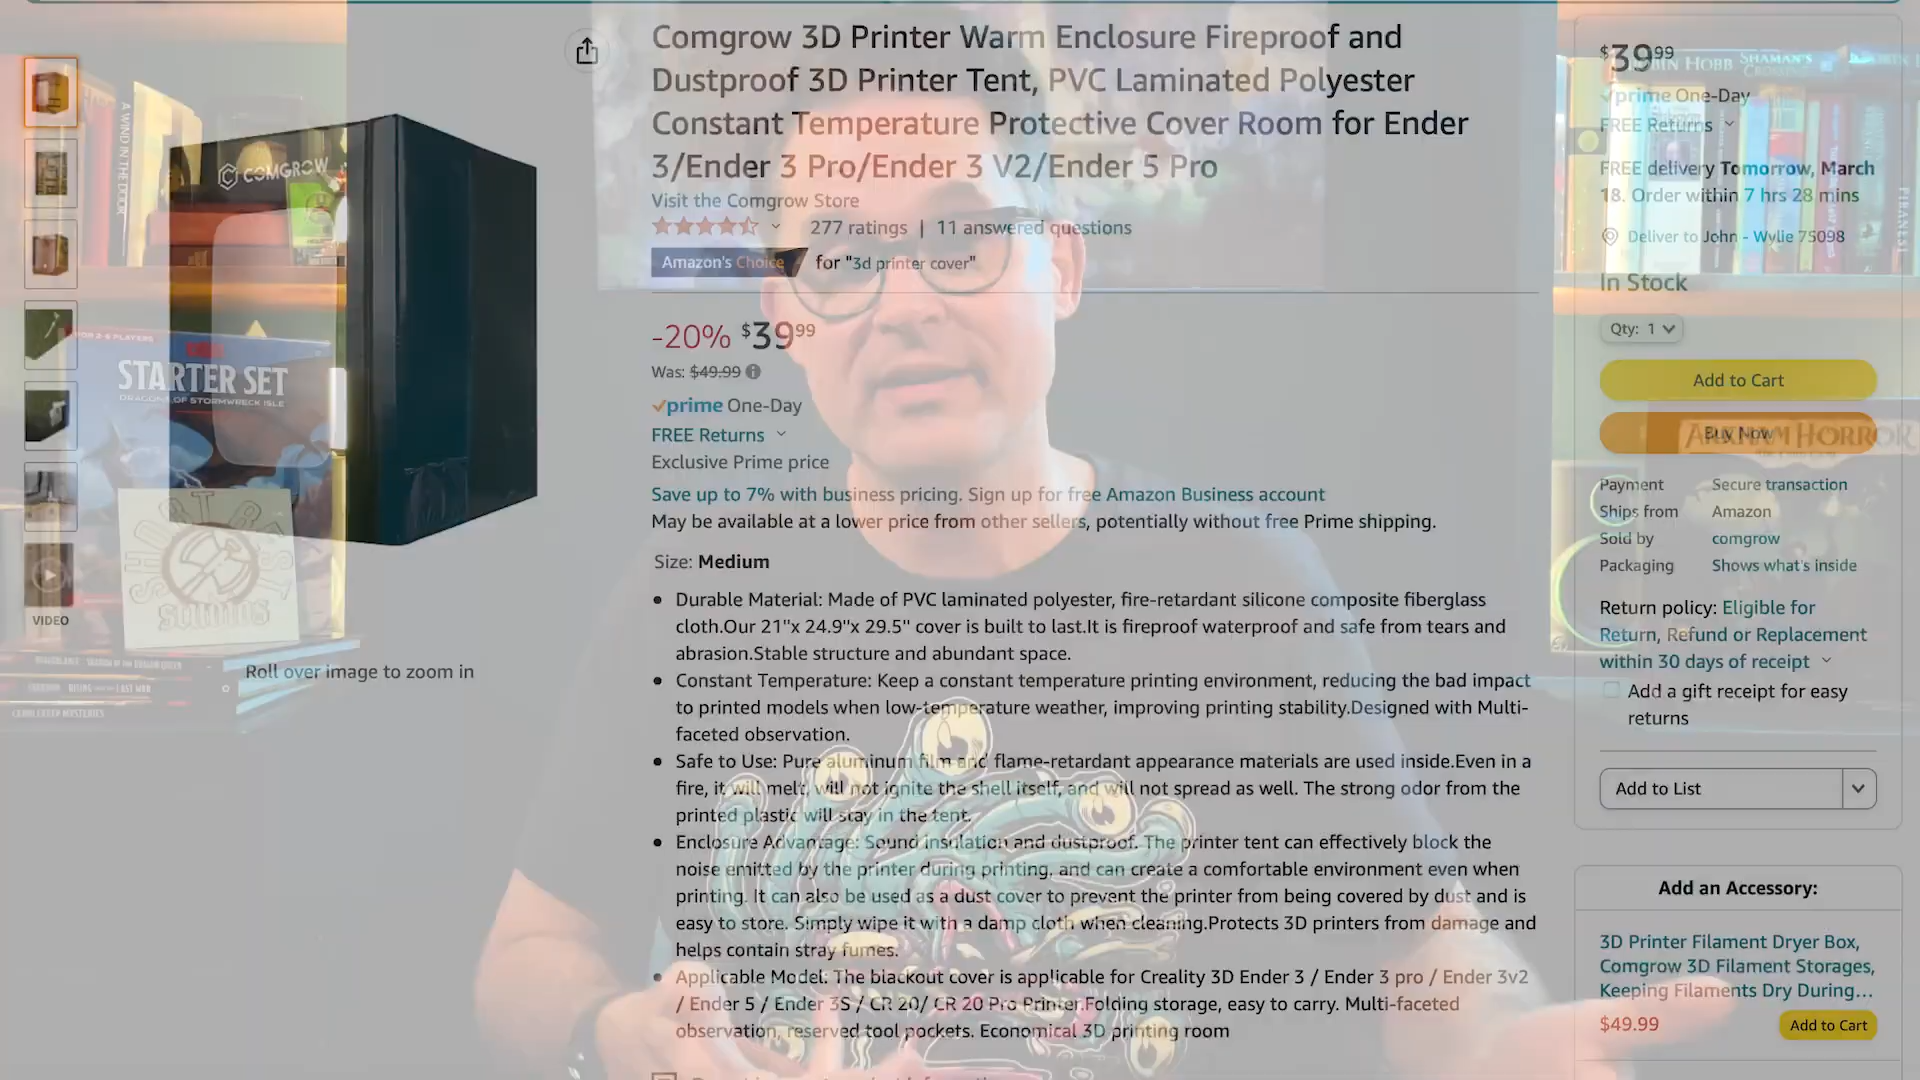 Comgrow 3D Printer Warm Enclosure Fireproof and
Dustproof 3D Printer Tent, PVC Laminated Polyester
Constant Temperature Protective Cover Room for Ender
3/Ender 3 Pro/Ender 3 V2/Ender 5 Pro
Visit the Comgrow Store
277 ratings | 11 answered questions
Amazon's Choice for "3d printer cover"
-20% $39.99
Was: $49.99
prime One-Day
FREE Returns
Exclusive Prime price
Save up to 7% with business pricing. Sign up for free Amazon Business account
May be available at a lower price from other sellers, potentially without free Prime shipping.
Size: Medium
• Durable Material: Made of PVC laminated polyester, fire-retardant silicone composite fiberglass
cloth.Our 21"x 24.9"x 29.5" cover is built to last.It is fireproof waterproof and safe from tears and
abrasion.Stable structure and abundant space.
• Constant Temperature: Keep a constant temperature printing environment, reducing the bad impact
to printed models when low-temperature weather, improving printing stability.Designed with Multi-
faceted observation.
• Safe to Use: Pure aluminum film and flame-retardant appearance materials are used inside.Even in a
fire, it will melt, will not ignite the shell itself, and will not spread as well. The strong odor from the
printed plastic will stay in the tent.
• Enclosure Advantage: Sound insulation and dustproof. The printer tent can effectively block the
noise emitted by the printer during printing, and can create a comfortable environment even when
printing. It can also be used as a dust cover to prevent the printer from being covered by dust and is
easy to store. Simply wipe it with a damp cloth when cleaning.Protects 3D printers from damage and
helps contain stray fumes.
• Applicable Model: The blackout cover is applicable for Creality 3D Ender 3 / Ender 3 pro / Ender 3v2
/ Ender 5 / Ender 3S / CR 20/ CR 20 Pro Printer.Folding storage, easy to carry. Multi-faceted
observation, reserved tool pockets. Economical 3D printing room
COMGROW
A WIND IN THE DOOR
STARTER SET
DRAGONS OF STORMWRECK ISLE
SHORT REST
STUDIOS
VIDEO
Roll over image to zoom in
CANDLEKEEP MYSTERIES
$39.99
prime One-Day
FREE Returns
FREE delivery Tomorrow, March
18. Order within 7 hrs 28 mins
Deliver to John - Wylie 75098
In Stock
Qty: 1
Add to Cart
Buy Now
Payment Secure transaction
Ships from Amazon
Sold by comgrow
Packaging Shows what's inside
Return policy: Eligible for
Return, Refund or Replacement
within 30 days of receipt
Add a gift receipt for easy
returns
Add to List
Add an Accessory:
3D Printer Filament Dryer Box,
Comgrow 3D Filament Storages,
Keeping Filaments Dry During…
$49.99
Add to Cart
ROBIN HOBB SHAMAN'S
CROSSING
PIRANESI
ARKHAM HORROR